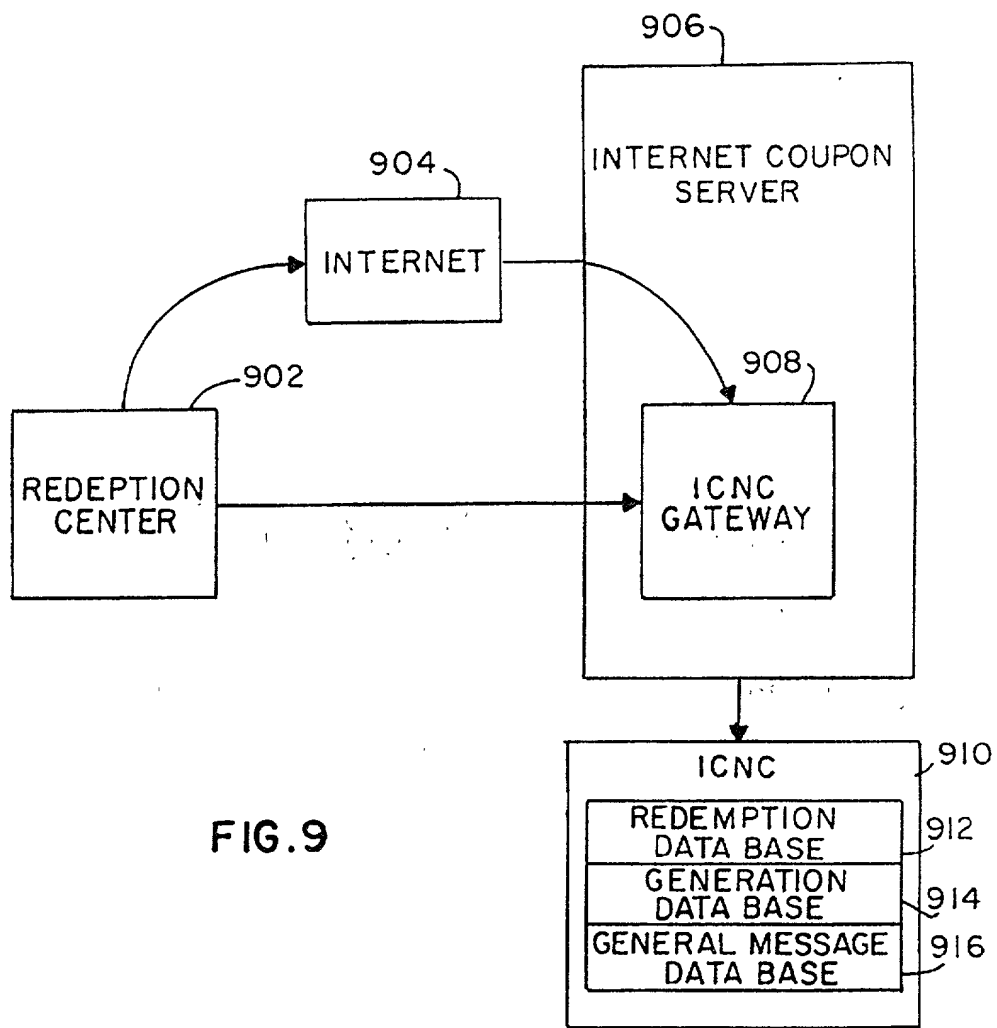 906
INTERNET COUPON
SERVER
904
INTERNET
902
908
REDEPTION
CENTER
ICNC
GATEWAY
ICNC
910
REDEMPTION
DATA BASE
912
GENERATION
DATA BASE
914
GENERAL MESSAGE
DATA BASE
916
FIG.9